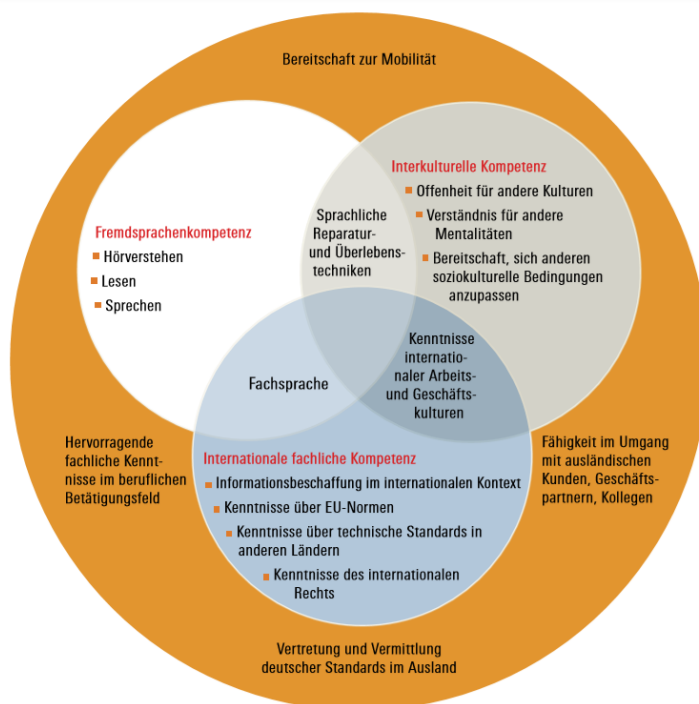 Bereitschaft zur Mobilität
Interkulturelle Kompetenz
Offenheit für andere Kulturen
Verständnis für andere
Mentalitäten
Bereitschaft, sich anderen
soziokulturelle Bedingungen
anzupassen
Sprachliche
Reparatur-
und Überlebens-
techniken
Fremdsprachenkompetenz
Hörverstehen
Lesen
Sprechen
Kenntnisse
internatio-
naler Arbeits-
und Geschäfts-
kulturen
Fachsprache
Hervorragende
fachliche Kennt-
nisse im beruflichen
Betätigungsfeld
Internationale fachliche Kompetenz
Informationsbeschaffung im internationalen Kontext
Kenntnisse über EU-Normen
Kenntnisse über technische Standards in
anderen Ländern
Kenntnisse des internationalen
Rechts
Fähigkeit im Umgang
mit ausländischen
Kunden, Geschäfts-
partnern, Kollegen
Vertretung und Vermittlung
deutscher Standards im Ausland